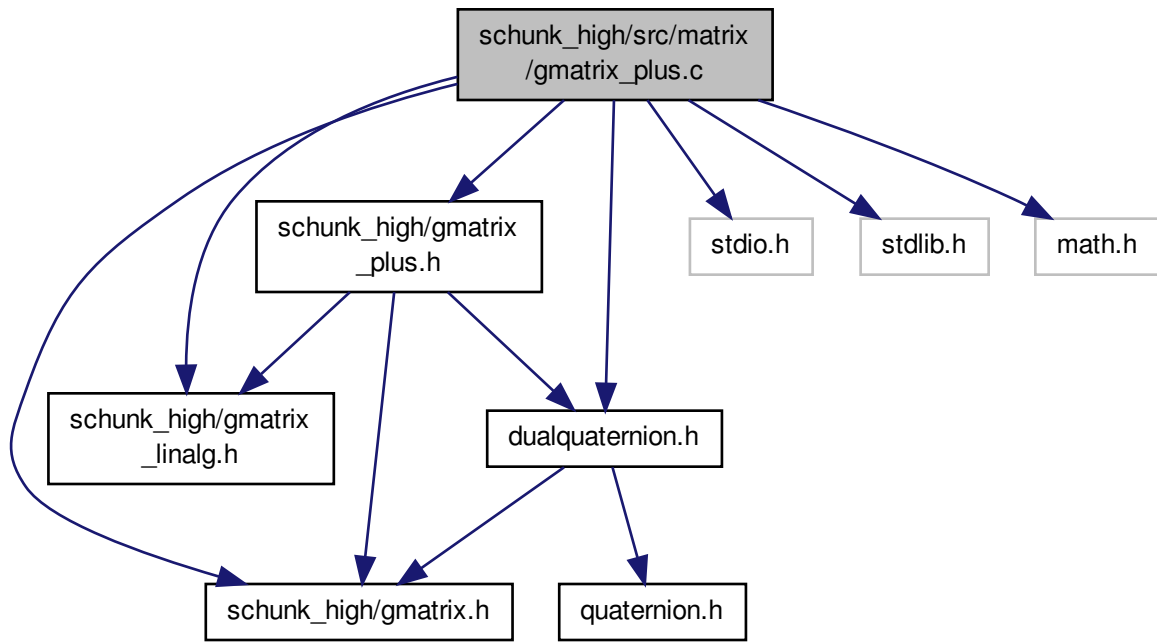 schunk_high/src/matrix
/gmatrix_plus.c
schunk_high/gmatrix
_plus.h
stdio.h
stdlib.h
math.h
schunk_high/gmatrix
_linalg.h
dualquaternion.h
schunk_high/gmatrix.h
quaternion.h